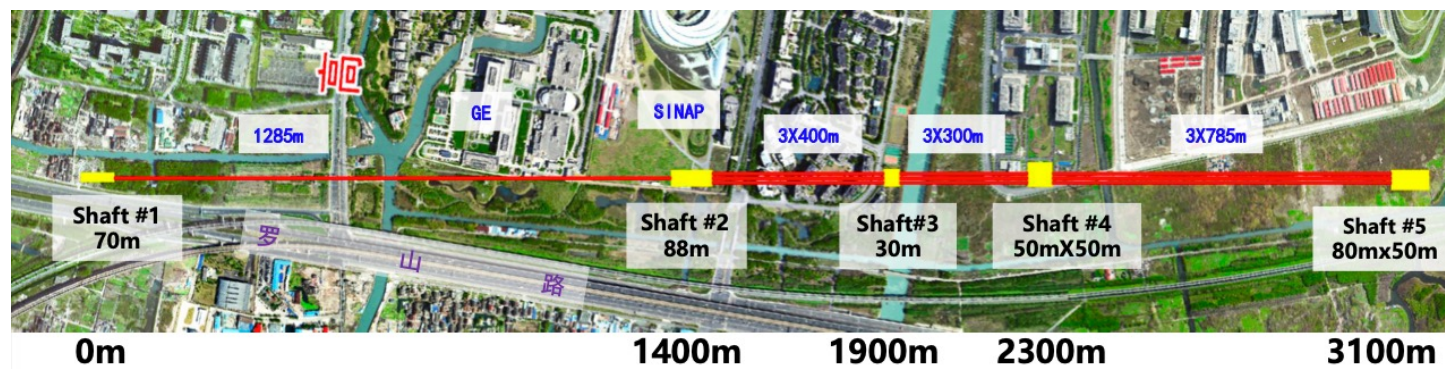 高
GE
SINAP
1285m
3X400m
3X300m
3X785m
Shaft #1
70m
Shaft #2
88m
Shaft#3
30m
Shaft #4
50mX50m
Shaft #5
80mx50m
罗
山
路
0m
1400m
1900m
2300m
3100m